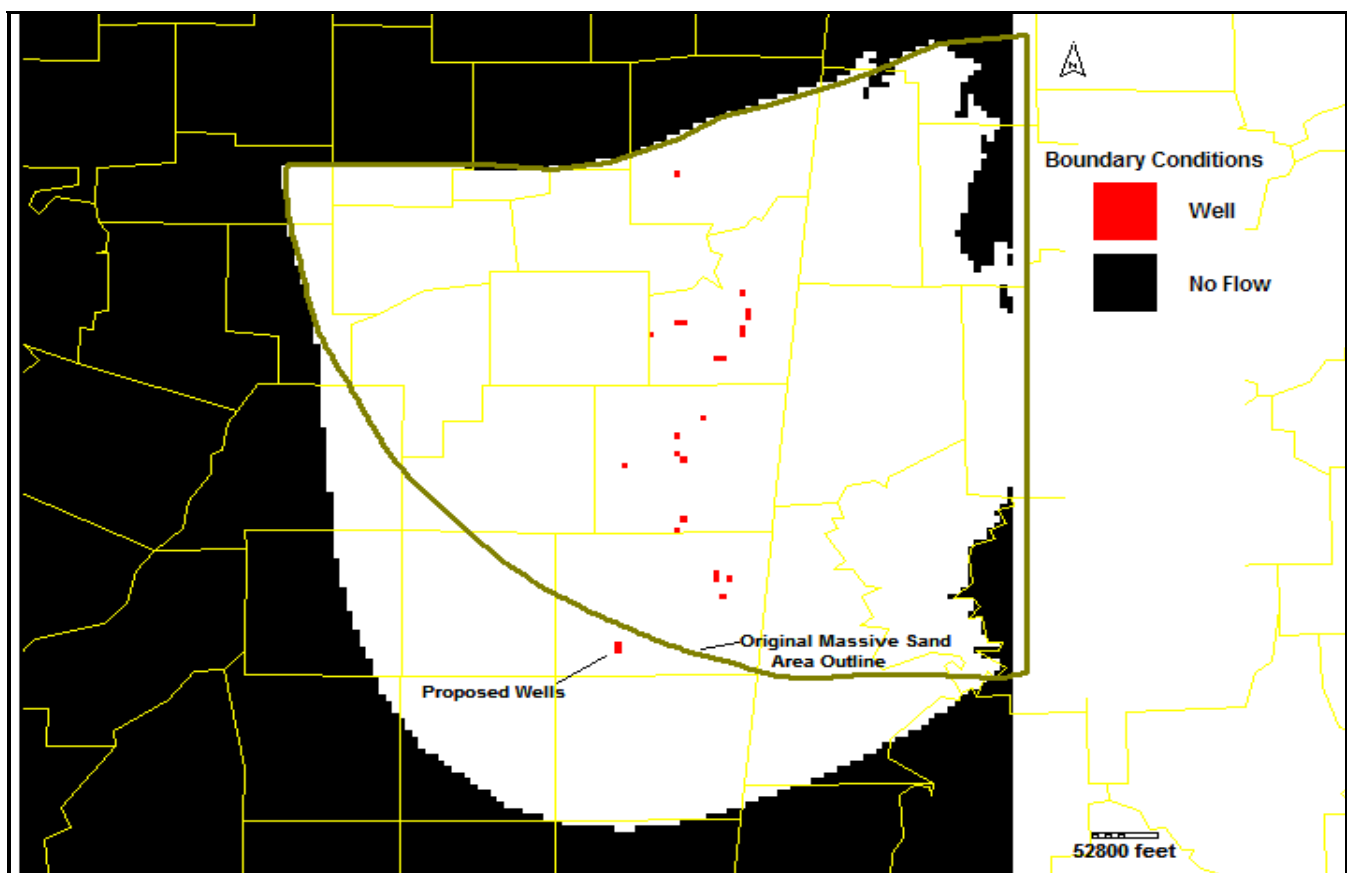 N
Boundary Conditions
Well
No Flow
Original Massive Sand
Area Outline
Proposed Wells
52800 feet